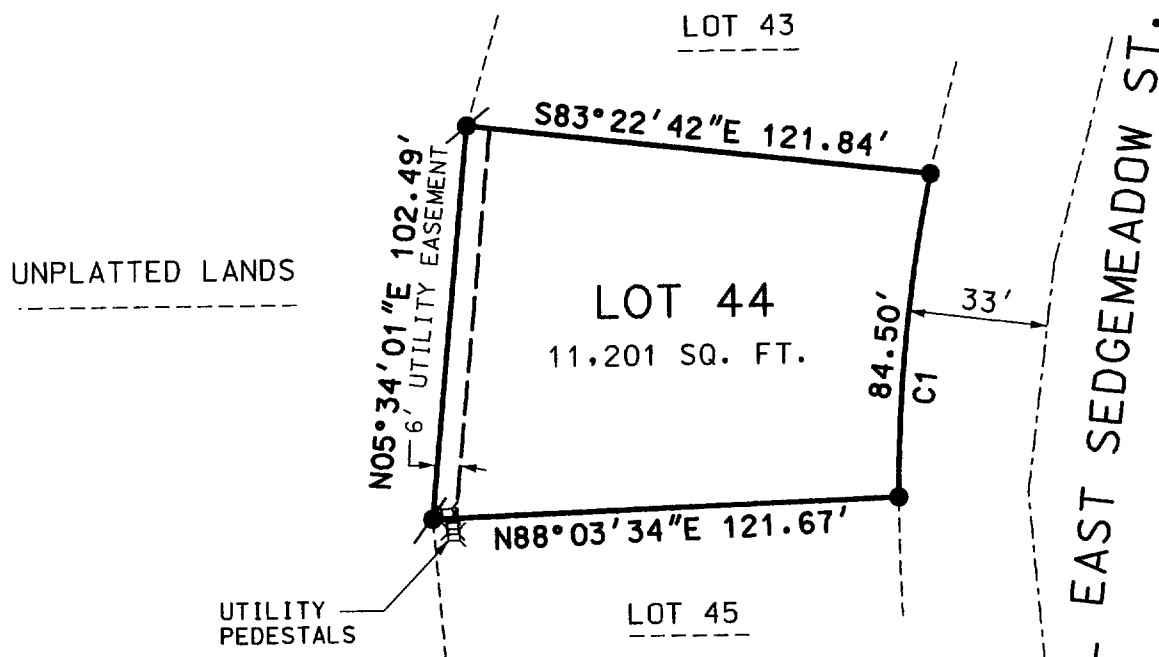 LOT 43
S83°22'42"E 121.84'
N05°34'01"E 102.49'
6' UTILITY EASEMENT
UNPLATTED LANDS
LOT 44
11,201 SQ. FT.
84.50'
C1
33'
EAST SEDGEMEADOW ST.
N88°03'34"E 121.67'
UTILITY
PEDESTALS
LOT 45